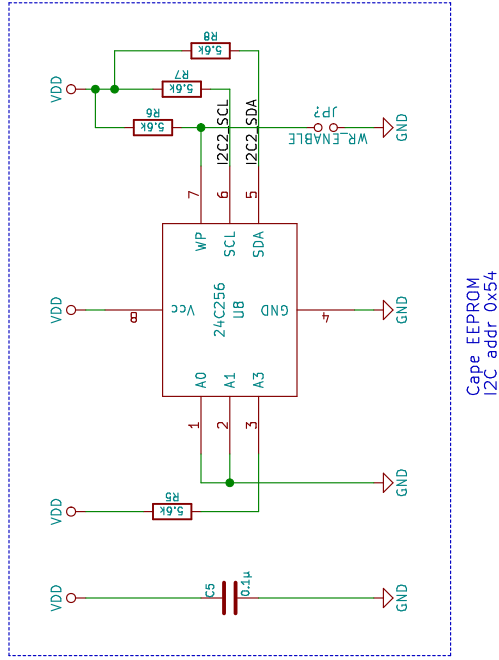 R8
5.6k
R7
5.6k
VDD
R6
5.6k
I2C2_SCL
I2C2_SDA
JP?
WR_ENABLE
GND
7
6
5
WP
SCL
SDA
VDD
8
Vcc
24C256
U8
GND
4
GND
A0
A1
A3
1
2
3
GND
VDD
R5
5.6k
VDD
C5
0.1µ
GND
Cape EEPROM
I2C addr 0x54